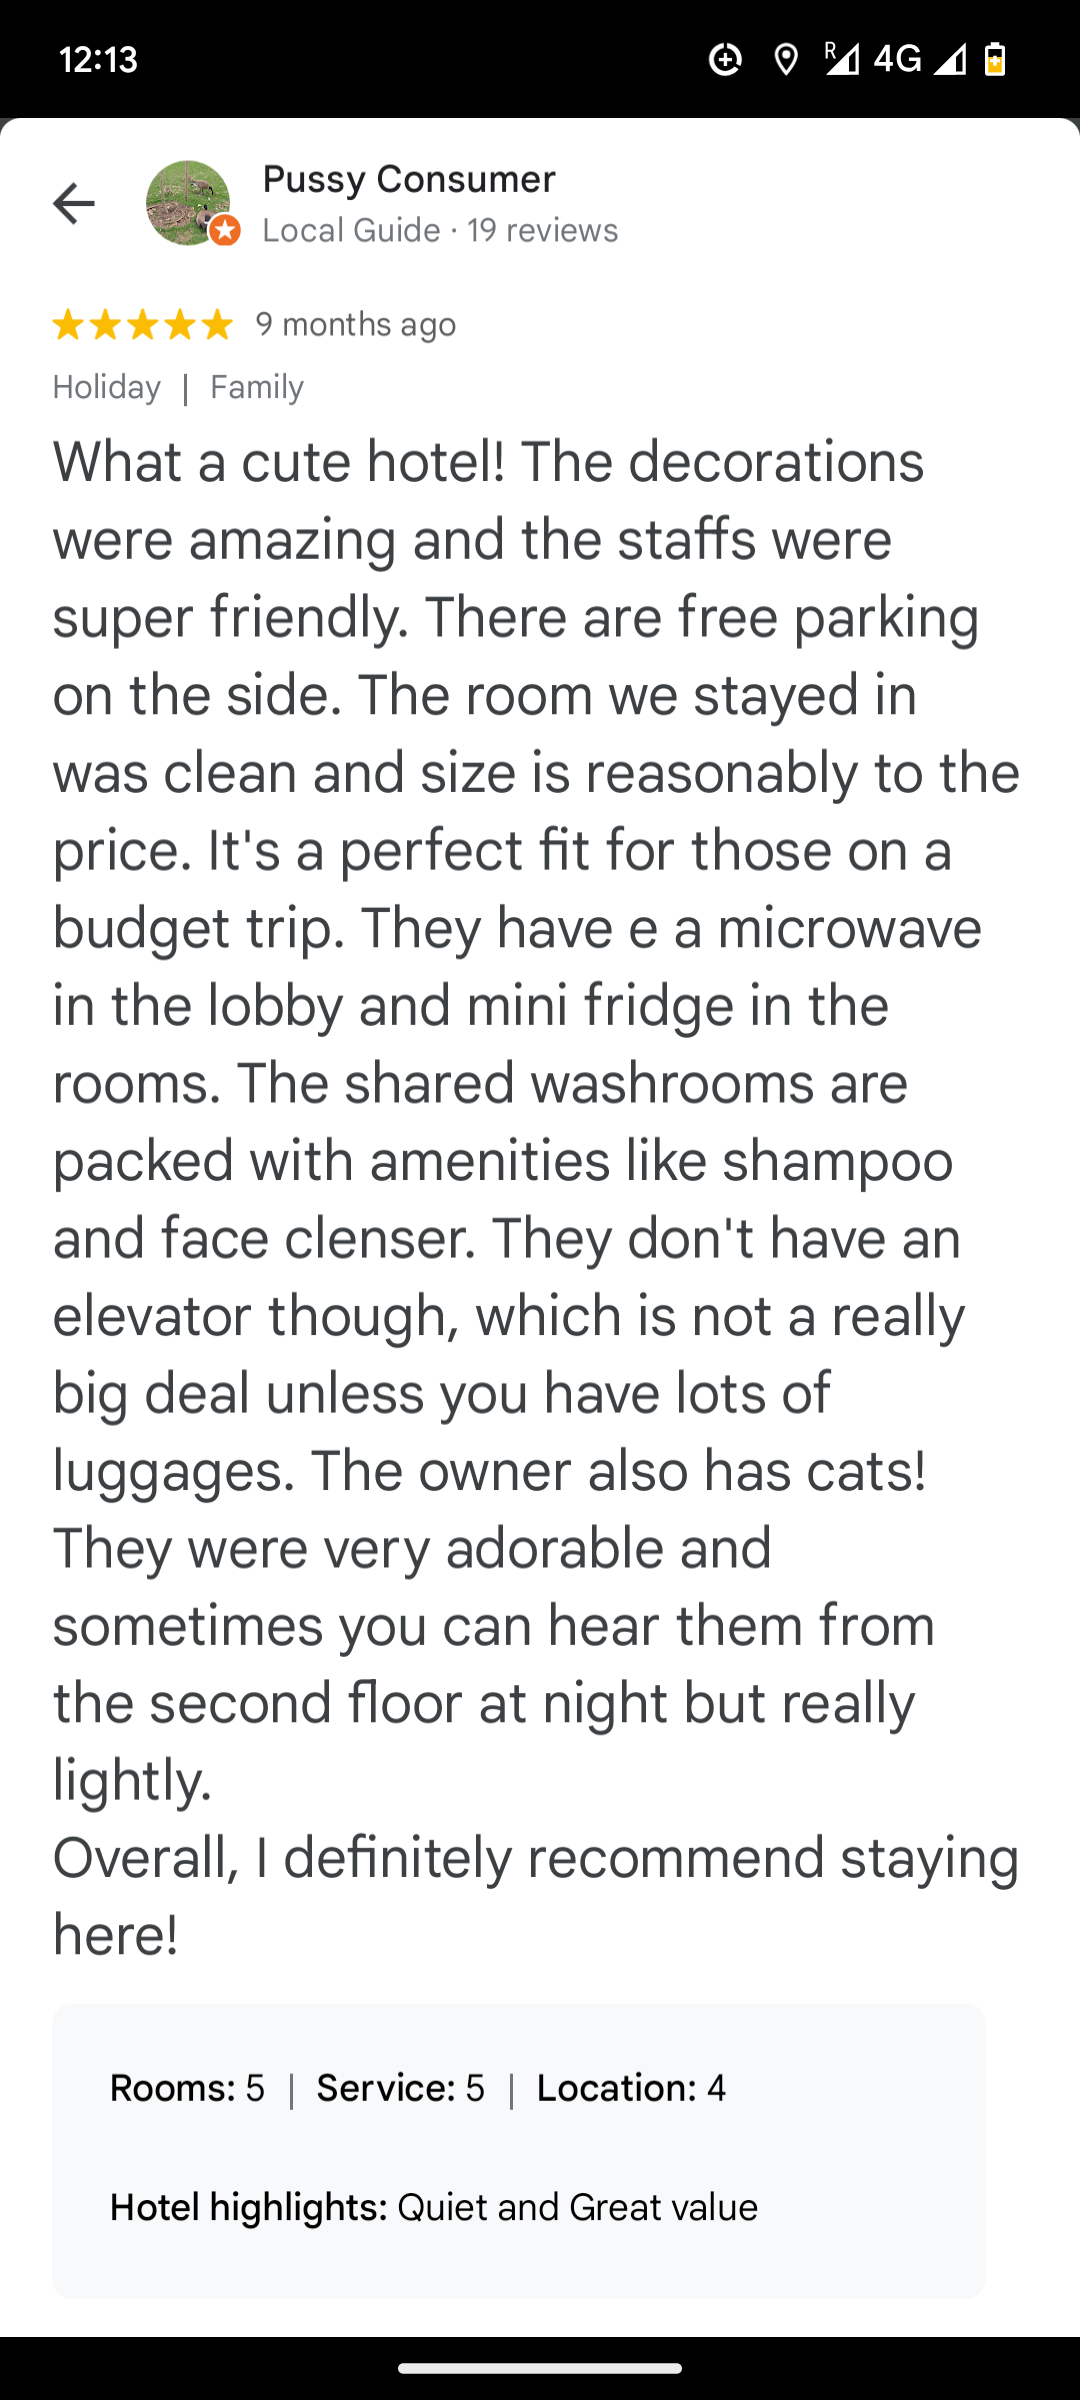 12:13
R 4G
Pussy Consumer
Local Guide · 19 reviews
9 months ago
Holiday | Family
What a cute hotel! The decorations
were amazing and the staffs were
super friendly. There are free parking
on the side. The room we stayed in
was clean and size is reasonably to the
price. It's a perfect fit for those on a
budget trip. They have e a microwave
in the lobby and mini fridge in the
rooms. The shared washrooms are
packed with amenities like shampoo
and face clenser. They don't have an
elevator though, which is not a really
big deal unless you have lots of
luggages. The owner also has cats!
They were very adorable and
sometimes you can hear them from
the second floor at night but really
lightly.
Overall, I definitely recommend staying
here!
Rooms: 5 | Service: 5 | Location: 4
Hotel highlights: Quiet and Great value